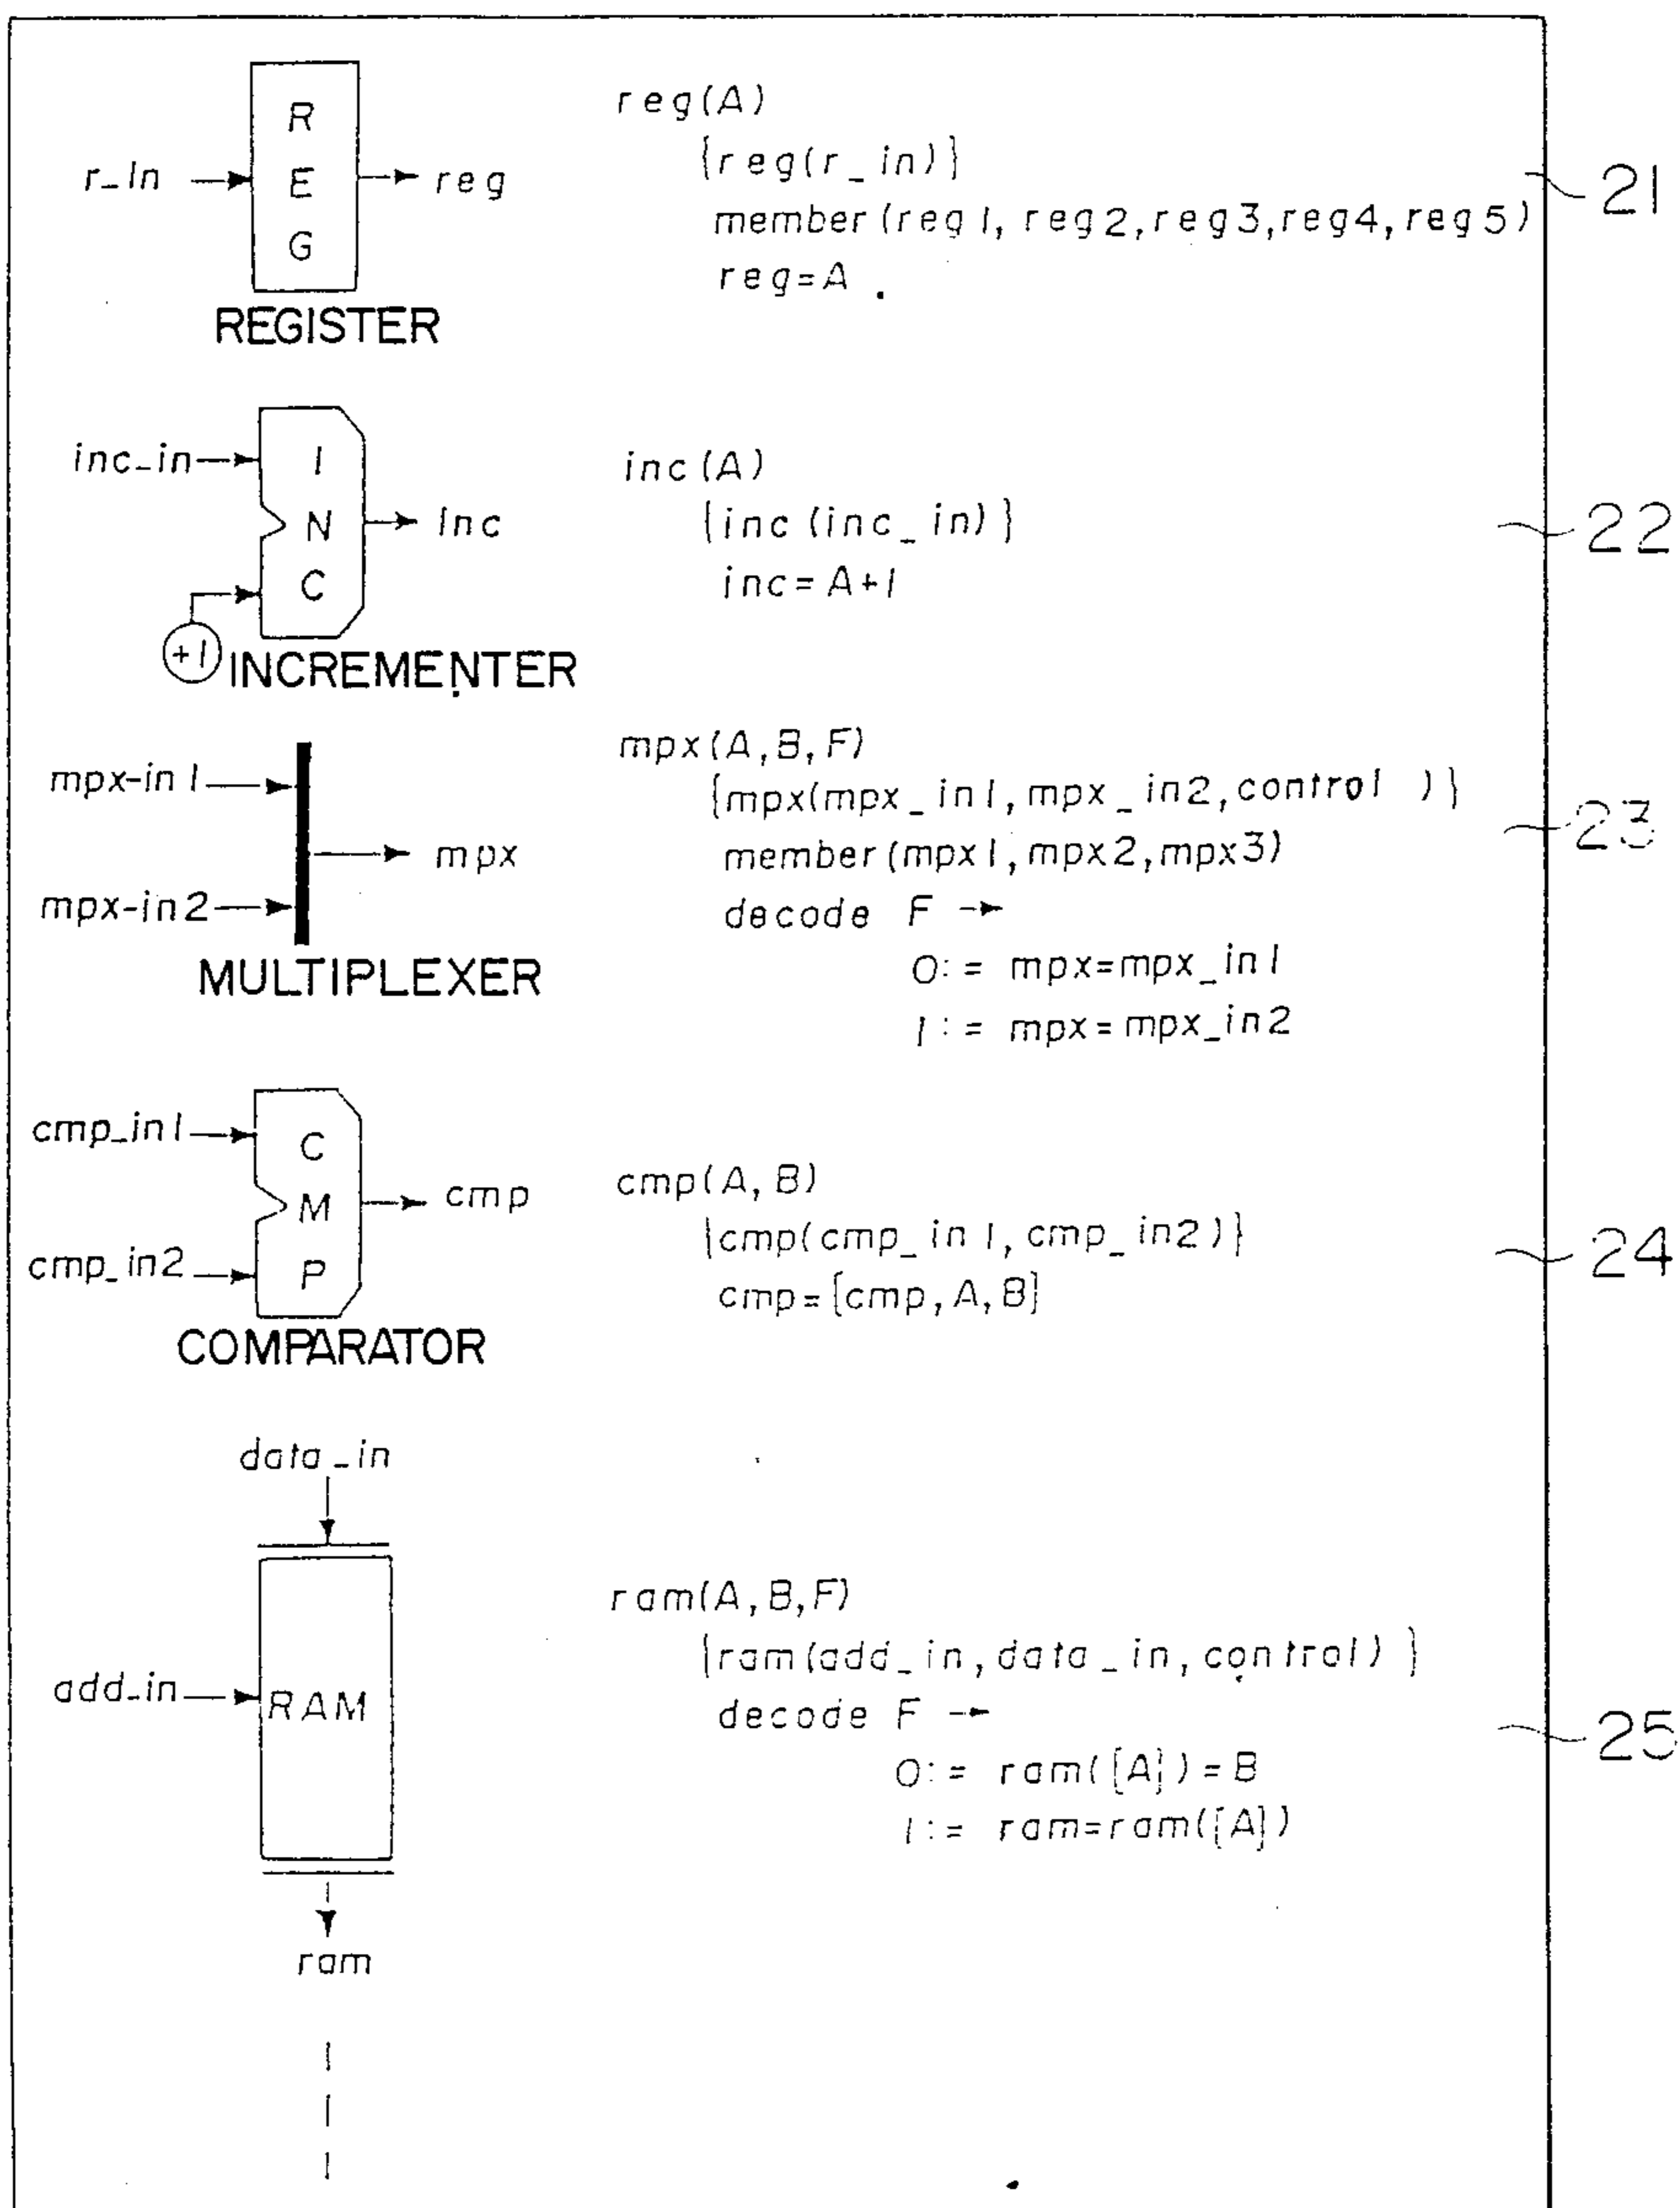 R
E
G
r_in
reg
REGISTER
reg(A)
{reg(r_in)}
member(reg1, reg2,reg3,reg4,reg5)
reg=A .
21
inc_in
I
N
C
inc
+1
INCREMENTER
inc(A)
{inc(inc_in)}
inc=A+1
22
mpx-in1
mpx
mpx-in2
MULTIPLEXER
mpx(A,B,F)
{mpx(mpx_in1,mpx_in2,control )}
member(mpx1,mpx2,mpx3)
decode F →
0:= mpx=mpx_in1
1:= mpx=mpx_in2
23
cmp_in1
C
M
P
cmp
cmp_in2
COMPARATOR
cmp(A,B)
{cmp(cmp_in1,cmp_in2)}
cmp=[cmp,A,B]
24
data_in
add_in
RAM
ram
ram(A,B,F)
{ram(add_in,data_in,control)}
decode F →
0:= ram([A])=B
1:= ram=ram([A])
25